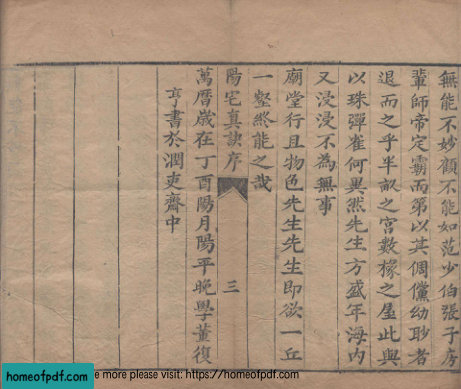 無能不妙顧不能如范少伯張子房
輩師帝定霸而第以其倜儻幼眇者
退而之乎半畝之宮數椽之屋此與
以珠彈雀何異然先生方盛年海内
又浸浸不為無事
廟堂行且物色先生先生即欲一丘
一壑終能之哉
陽宅真訣序
三
萬曆歲在丁酉陽月陽平晚學董復
亨書於潤吏齋中
homeofpdf.com
e more please visit: https://homeofpdf.com